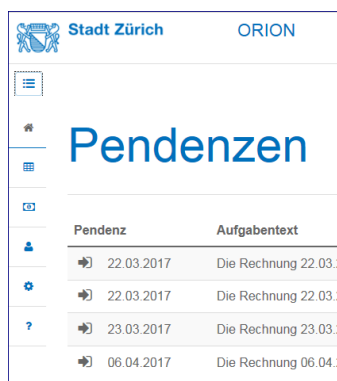 Stadt Zürich ORION
Pendenzen
Pendenz Aufgabentext
22.03.2017 Die Rechnung 22.03.
22.03.2017 Die Rechnung 22.03.
23.03.2017 Die Rechnung 23.03.
06.04.2017 Die Rechnung 06.04.
?